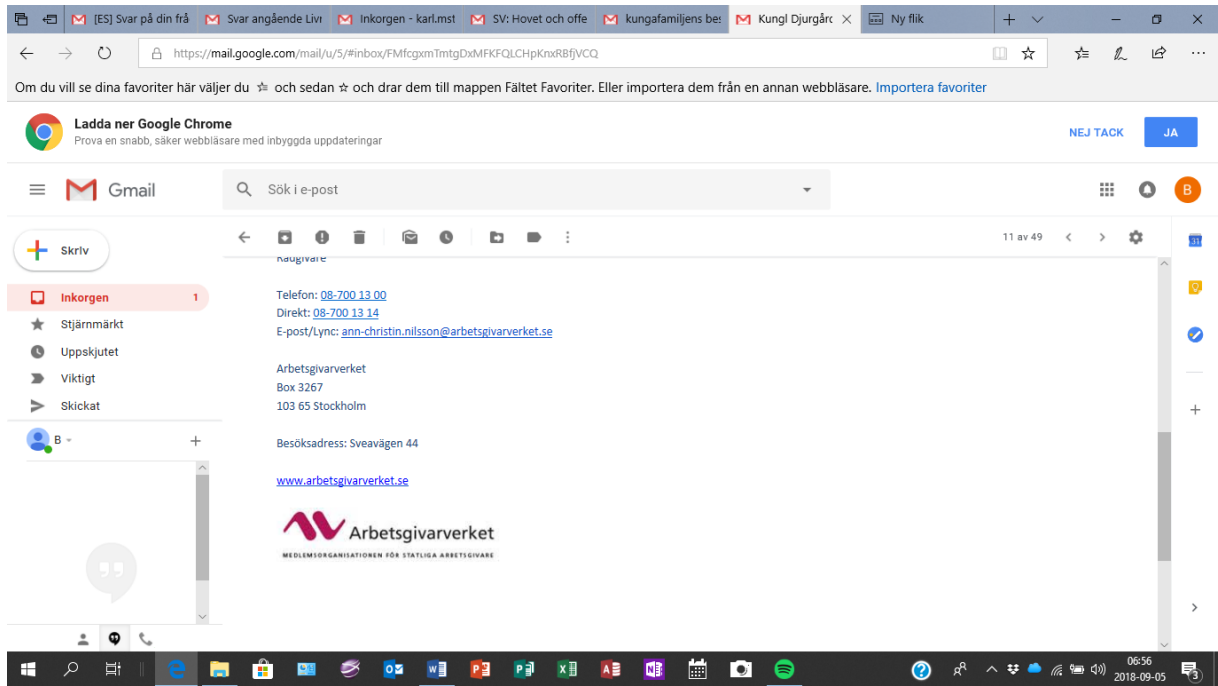 [ES] Svar på din frå
Svar angående Livr
Inkorgen - karl.mst
SV: Hovet och offe
kungafamiljens be
Kungl Djurgårc
Ny flik
https://mail.google.com/mail/u/5/#inbox/FMfcgxmTmtgDxMFKFQLCHpKnxRBfjVCQ
Om du vill se dina favoriter här väljer du och sedan och drar dem till mappen Fältet Favoriter. Eller importera dem från en annan webbläsare. Importera favoriter
Ladda ner Google Chrome
Prova en snabb, säker webbläsare med inbyggda uppdateringar
NEJ TACK
JA
Gmail
Sök i e-post
B
Skriv
11 av 49
31
Rådgivare
Inkorgen 1
Stjärnmärkt
Uppskjutet
Viktigt
Skickat
B
Telefon: 08-700 13 00
Direkt: 08-700 13 14
E-post/Lync: ann-christin.nilsson@arbetsgivarverket.se
Arbetsgivarverket
Box 3267
103 65 Stockholm
Besöksadress: Sveavägen 44
www.arbetsgivarverket.se
Arbetsgivarverket
MEDLEMSORGANISATIONEN FÖR STATLIGA ARBETSGIVARE
06:56
2018-09-05
3